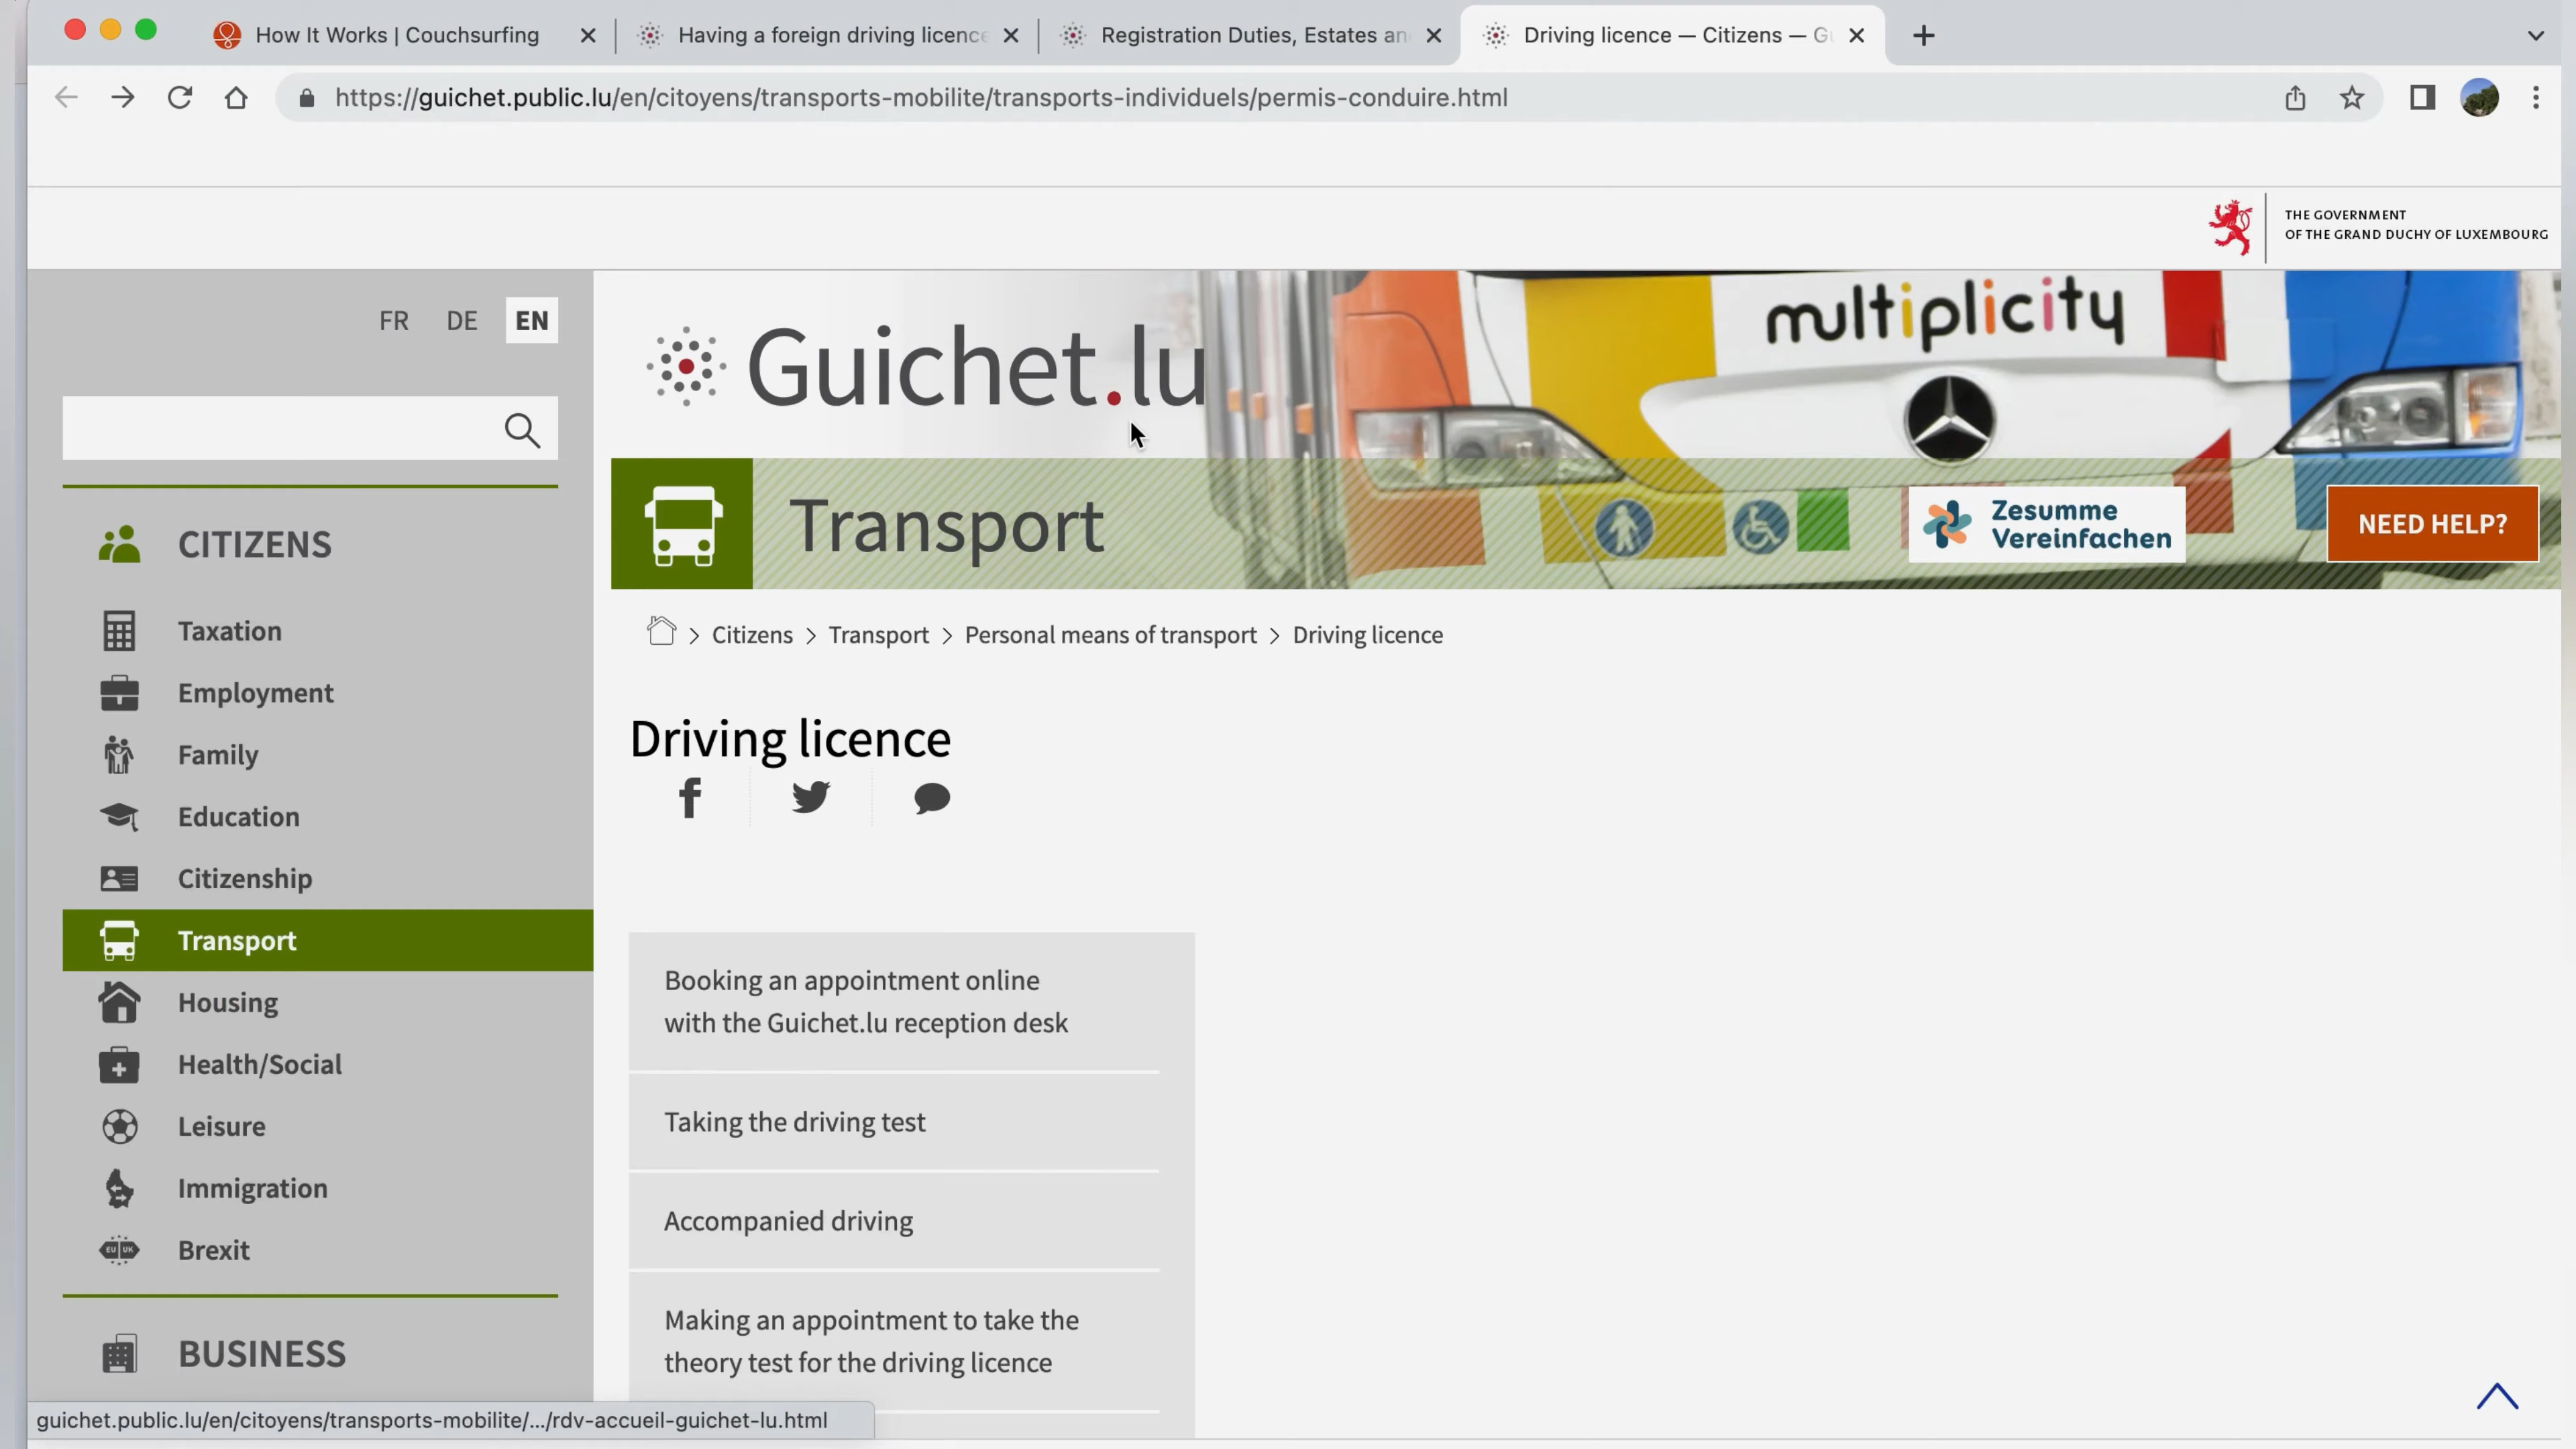 How It Works | Couchsurfing
Having a foreign driving licence
Registration Duties, Estates an
Driving licence — Citizens — G
https://guichet.public.lu/en/citoyens/transports-mobilite/transports-individuels/permis-conduire.html
THE GOVERNMENT
OF THE GRAND DUCHY OF LUXEMBOURG
FR DE EN
Guichet.lu
multiplicity
Transport
Zesumme
Vereinfachen
NEED HELP?
CITIZENS
Taxation
Employment
Family
Education
Citizenship
Transport
Housing
Health/Social
Leisure
Immigration
EU UK
Brexit
BUSINESS
Citizens > Transport > Personal means of transport > Driving licence
Driving licence
Booking an appointment online
with the Guichet.lu reception desk
Taking the driving test
Accompanied driving
Making an appointment to take the
theory test for the driving licence
guichet.public.lu/en/citoyens/transports-mobilite/.../rdv-accueil-guichet-lu.html